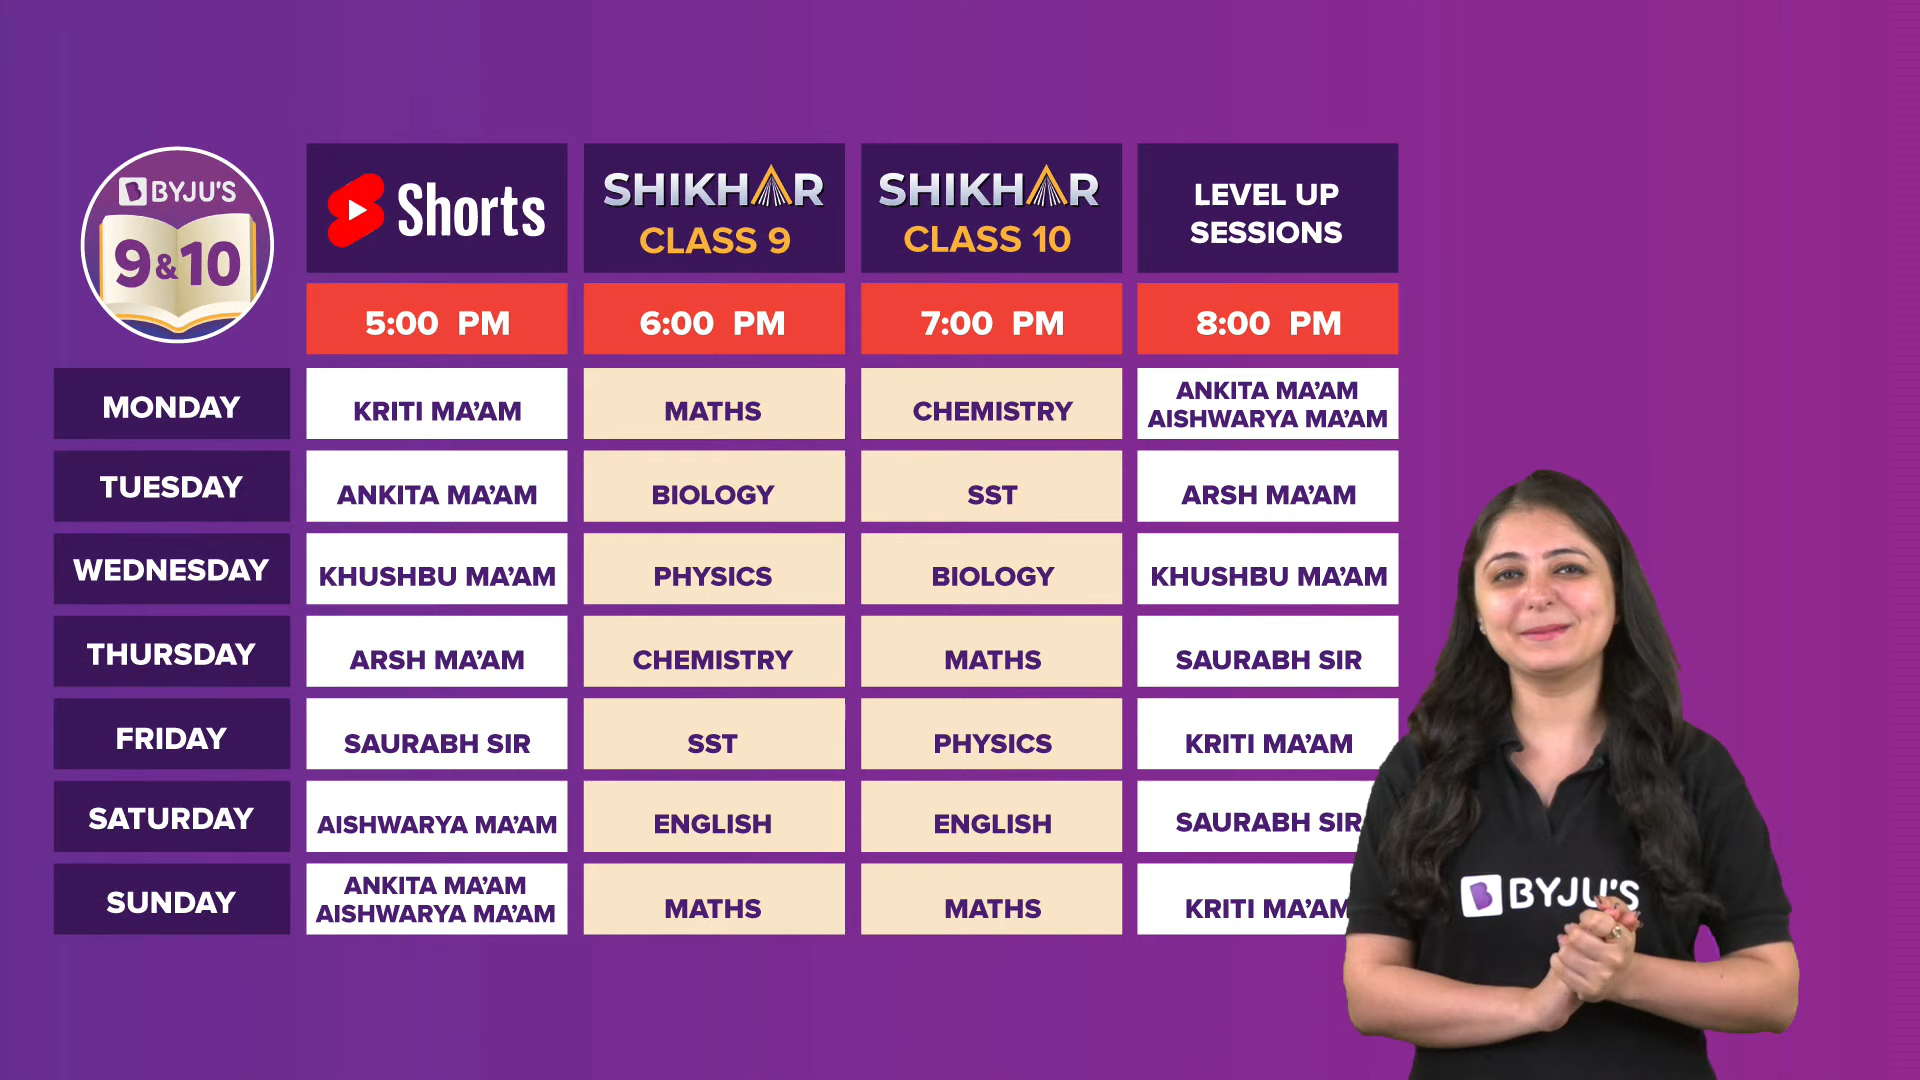 BYJU'S
9&10
Shorts
SHIKHAR
CLASS 9
SHIKHAR
CLASS 10
LEVEL UP
SESSIONS
5:00 PM
6:00 PM
7:00 PM
8:00 PM
MONDAY
KRITI MA'AM
MATHS
CHEMISTRY
ANKITA MA'AM
AISHWARYA MA'AM
TUESDAY
ANKITA MA'AM
BIOLOGY
SST
ARSH MA'AM
WEDNESDAY
KHUSHBU MA'AM
PHYSICS
BIOLOGY
KHUSHBU MA'AM
THURSDAY
ARSH MA'AM
CHEMISTRY
MATHS
SAURABH SIR
FRIDAY
SAURABH SIR
SST
PHYSICS
KRITI MA'AM
SATURDAY
AISHWARYA MA'AM
ENGLISH
ENGLISH
SAURABH SIR
SUNDAY
ANKITA MA'AM
AISHWARYA MA'AM
MATHS
MATHS
KRITI MA'AM
BYJU'S